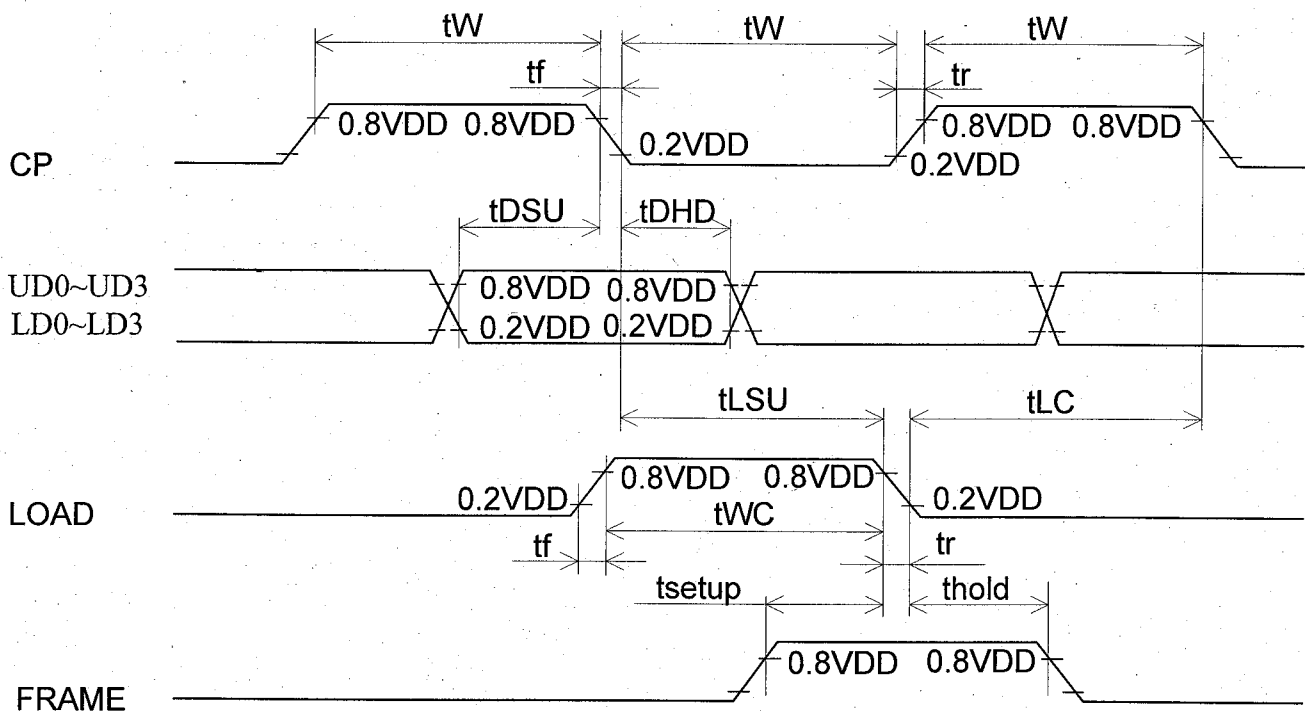 tW tW tW
tf tr
0.8VDD 0.8VDD 0.8VDD 0.8VDD
CP 0.2VDD 0.2VDD
tDSU tDHD
UD0~UD3 0.8VDD 0.8VDD
LD0~LD3 0.2VDD 0.2VDD
tLSU tLC
0.8VDD 0.8VDD
LOAD 0.2VDD 0.2VDD
tWC
tf tr
tsetup thold
0.8VDD 0.8VDD
FRAME